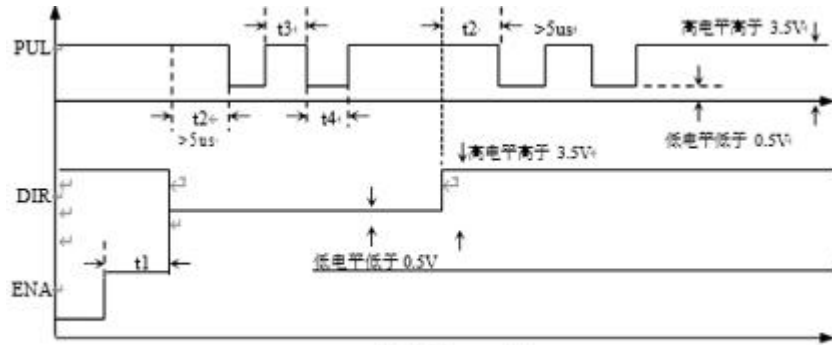 PUL
t3
t2
>5us
高电平高于 3.5V
t2
>5us
t4
低电平低于 0.5V
高电平高于 3.5V
DIR
t1
低电平低于 0.5V
ENA